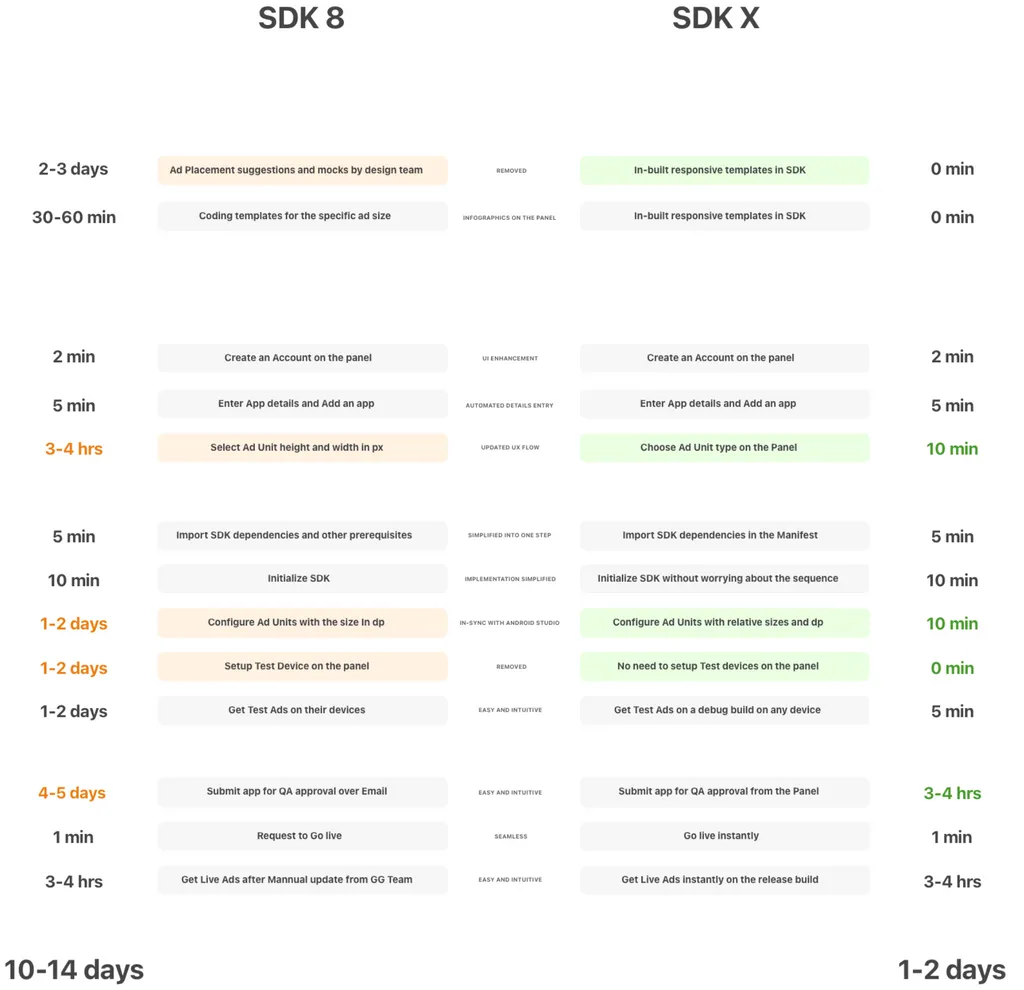 SDK 8
SDK X
2-3 days
Ad Placement suggestions and mocks by design team
REMOVED
In-built responsive templates in SDK
0 min
30-60 min
Coding templates for the specific ad size
INFOGRAPHICS ON THE PANEL
In-built responsive templates in SDK
0 min
2 min
Create an Account on the panel
UI ENHANCEMENT
Create an Account on the panel
2 min
5 min
Enter App details and Add an app
AUTOMATED DETAILS ENTRY
Enter App details and Add an app
5 min
3-4 hrs
Select Ad Unit height and width in px
UPDATED UX FLOW
Choose Ad Unit type on the Panel
10 min
5 min
Import SDK dependencies and other prerequisites
SIMPLIFIED INTO ONE STEP
Import SDK dependencies in the Manifest
5 min
10 min
Initialize SDK
IMPLEMENTATION SIMPLIFIED
Initialize SDK without worrying about the sequence
10 min
1-2 days
Configure Ad Units with the size In dp
IN-SYNC WITH ANDROID STUDIO
Configure Ad Units with relative sizes and dp
10 min
1-2 days
Setup Test Device on the panel
REMOVED
No need to setup Test devices on the panel
0 min
1-2 days
Get Test Ads on their devices
EASY AND INTUITIVE
Get Test Ads on a debug build on any device
5 min
4-5 days
Submit app for QA approval over Email
EASY AND INTUITIVE
Submit app for QA approval from the Panel
3-4 hrs
1 min
Request to Go live
SEAMLESS
Go live instantly
1 min
3-4 hrs
Get Live Ads after Mannual update from GG Team
EASY AND INTUITIVE
Get Live Ads instantly on the release build
3-4 hrs
10-14 days
1-2 days